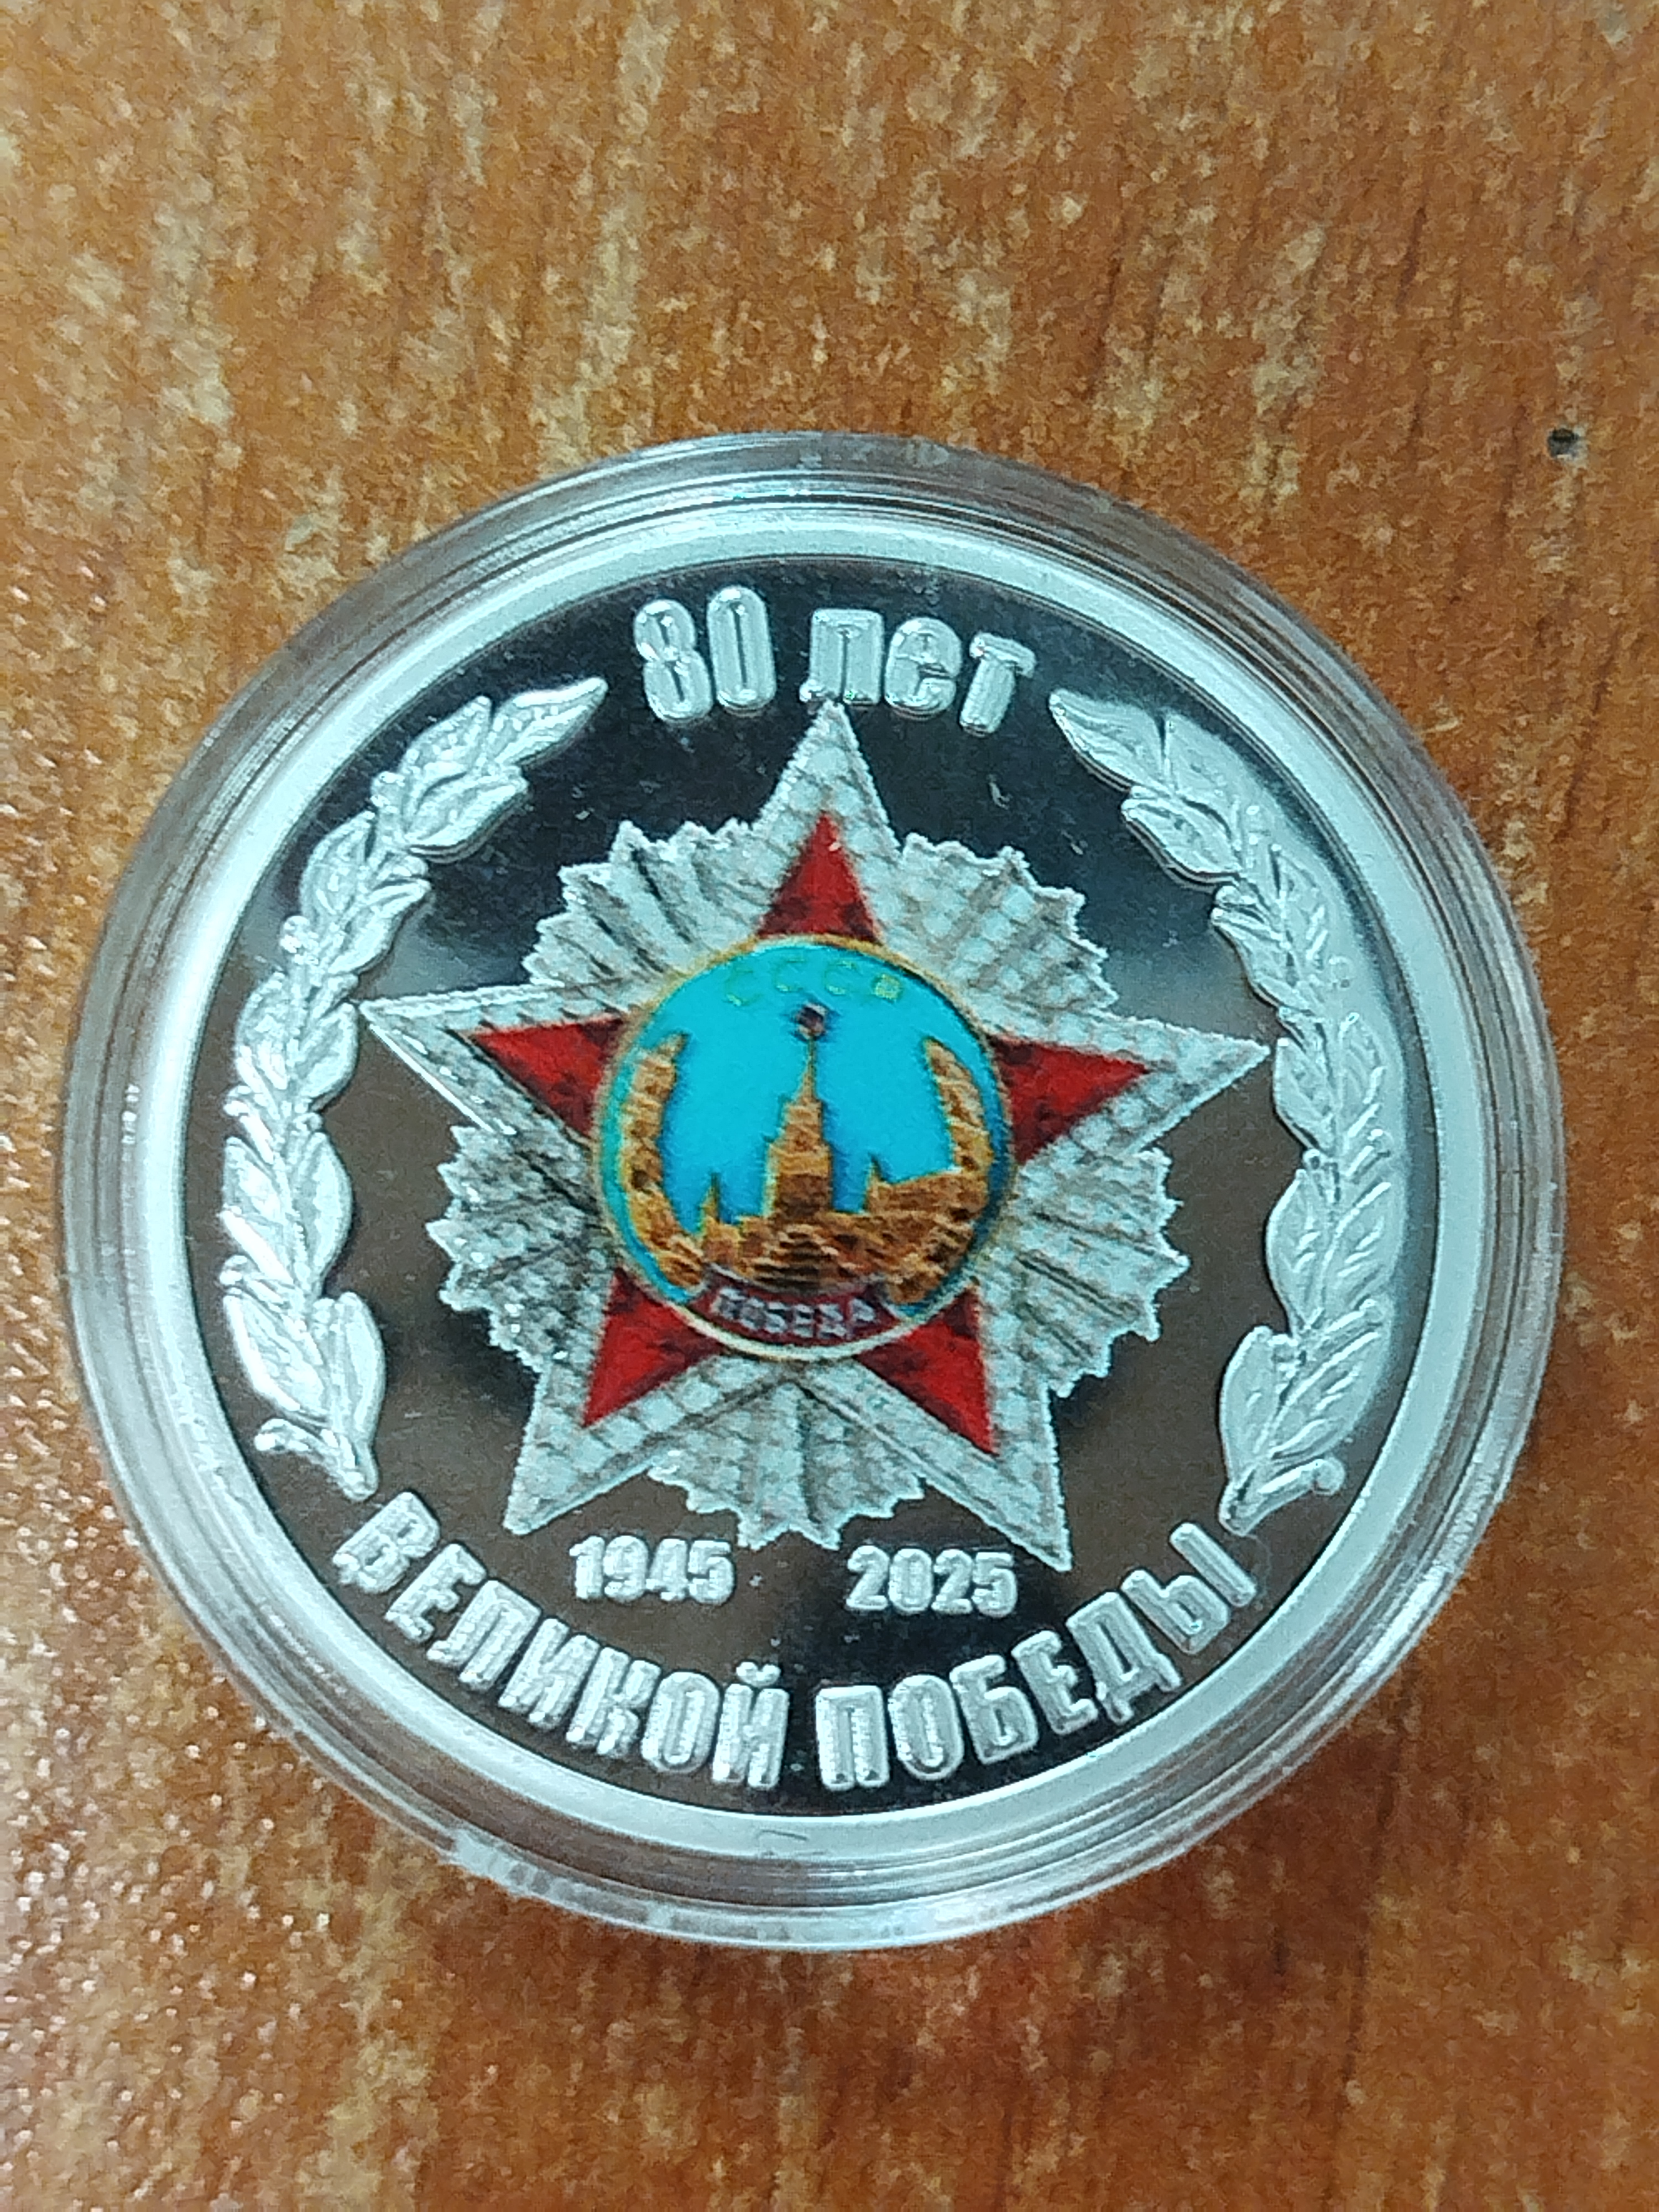 80 лет
СССР
ПОБЕДА
1945 2025
ВЕЛИКОЙ ПОБЕДЫ